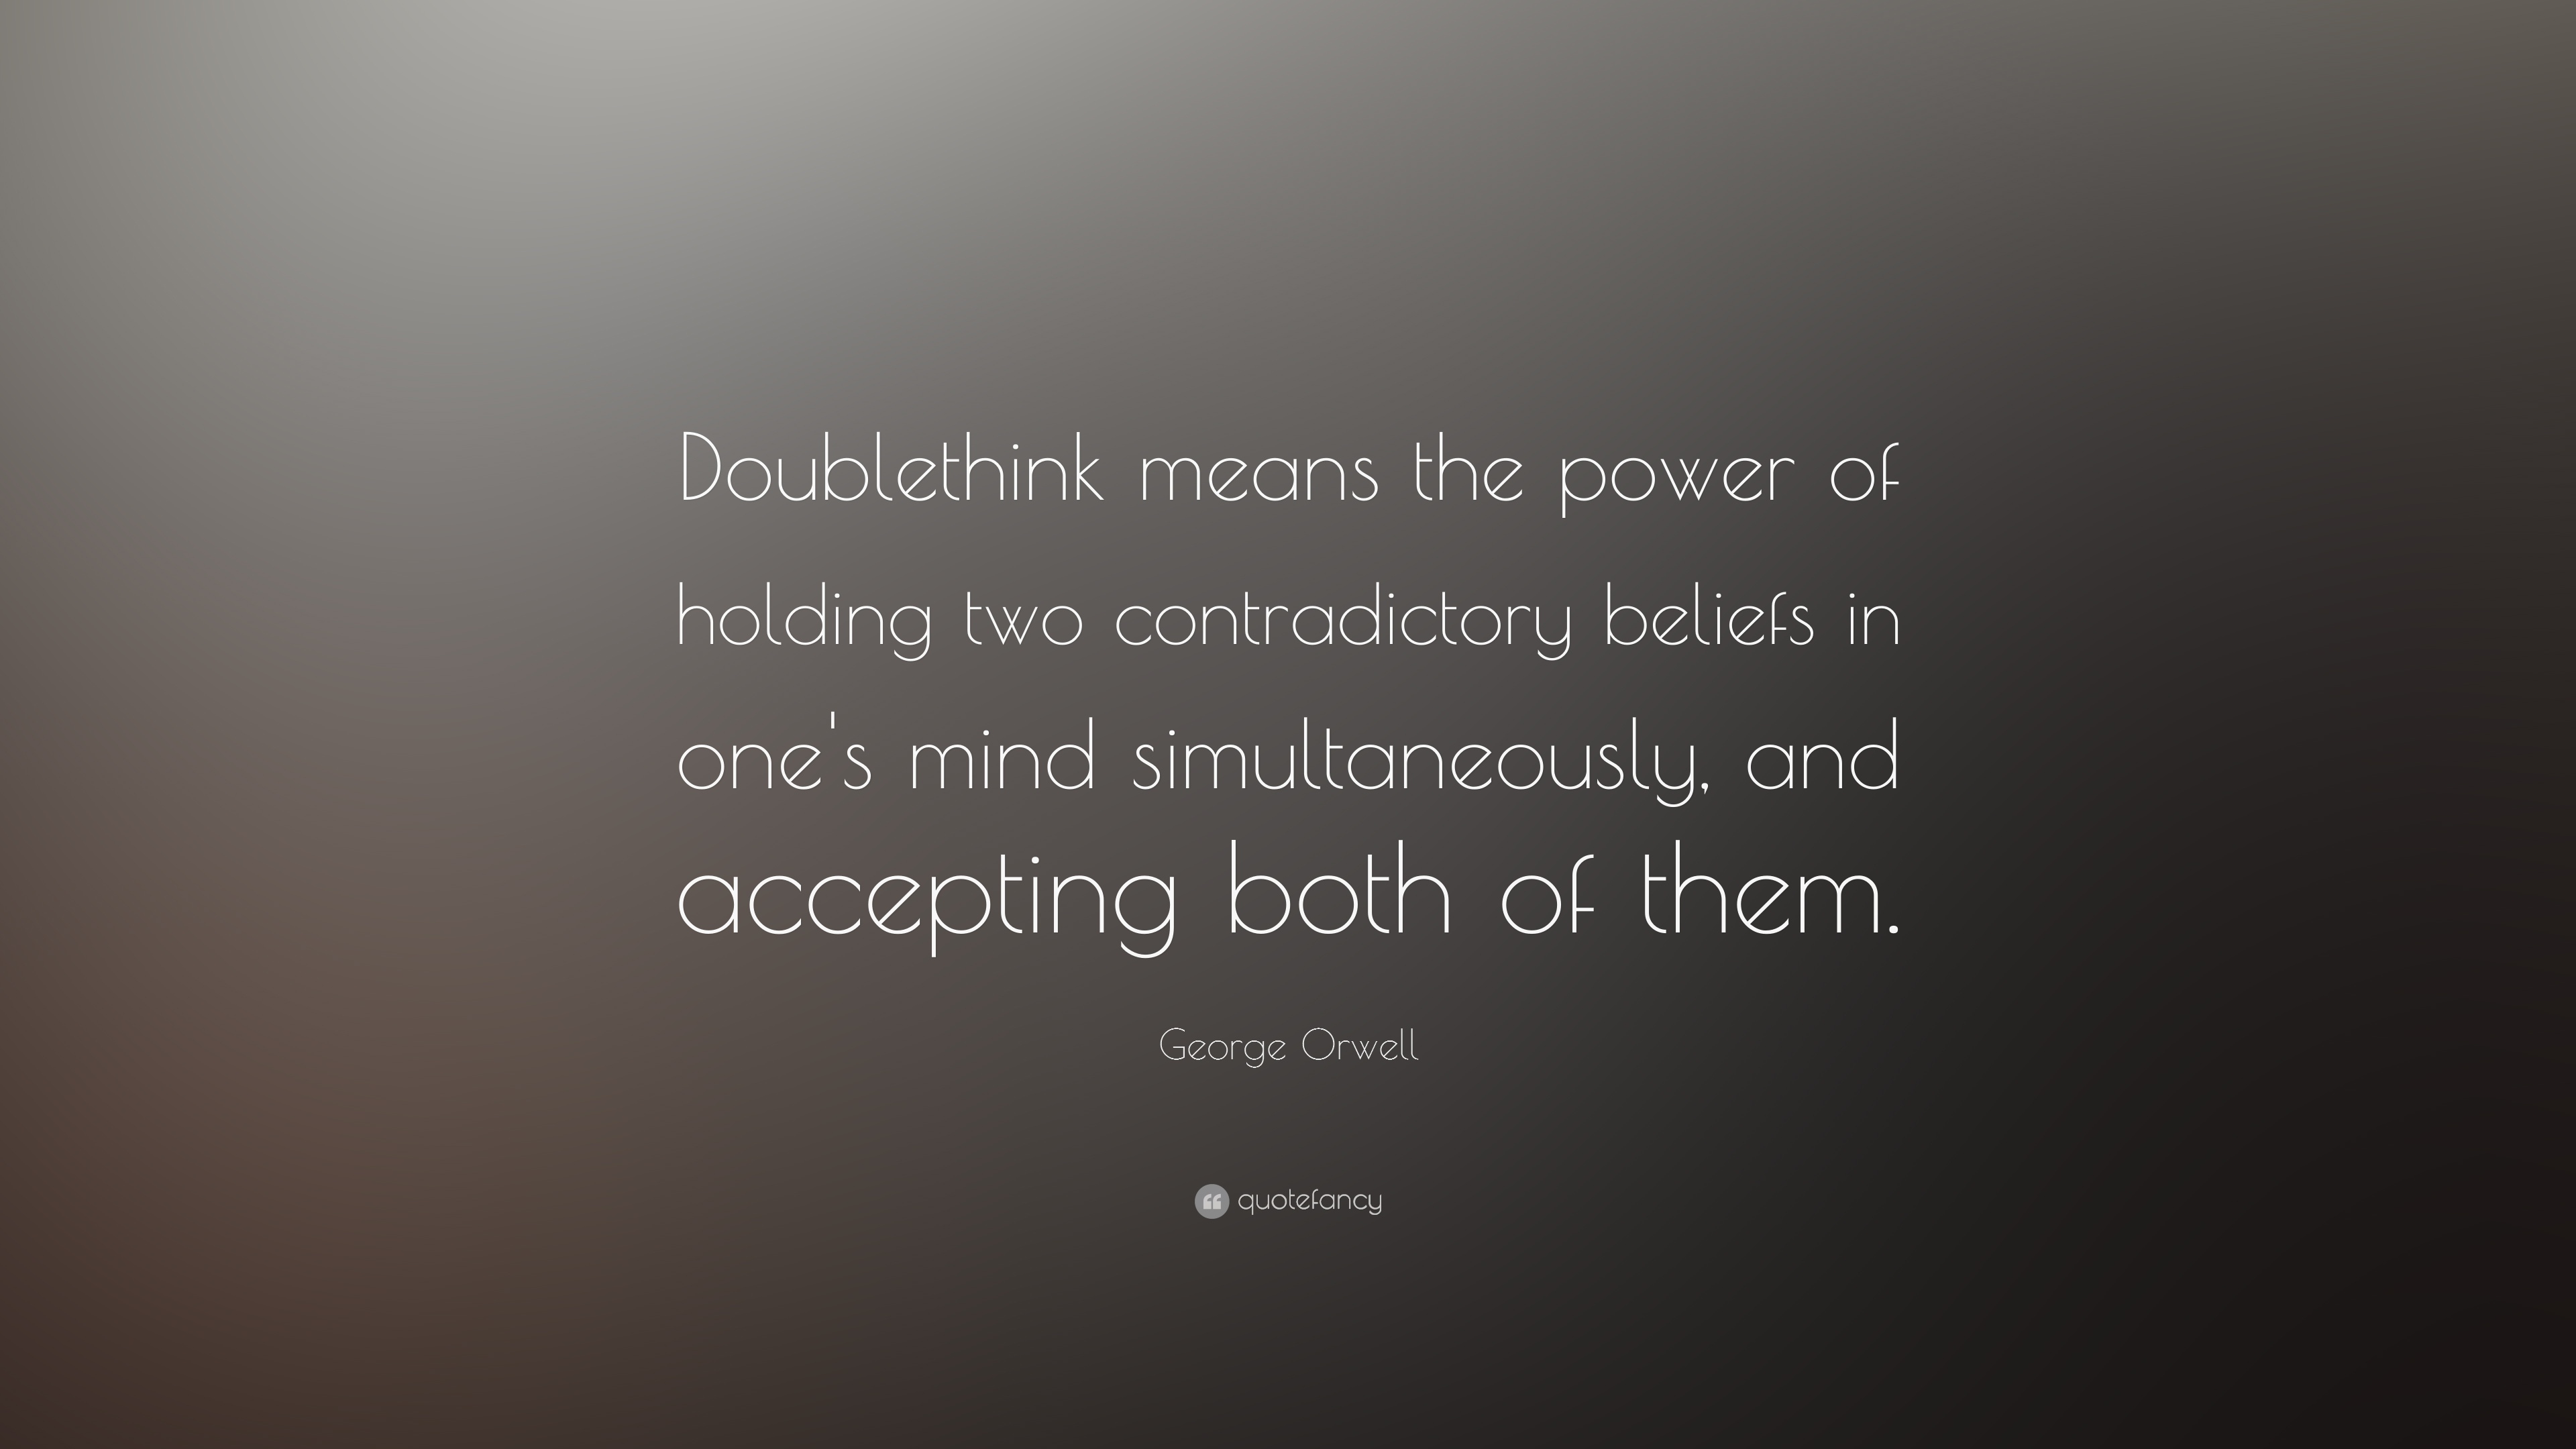 Doublethink means the power of
holding two contradictory beliefs in
one's mind simultaneously, and
accepting both of them.
George Orwell
quotefancy